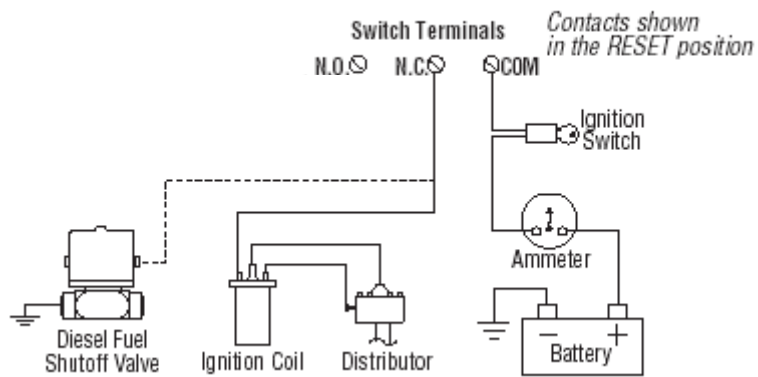 Switch Terminals
Contacts shown
in the RESET position
N.O.
N.C.
COM
Ignition
Switch
Ammeter
Diesel Fuel
Shutoff Valve
Ignition Coil
Distributor
− +
Battery